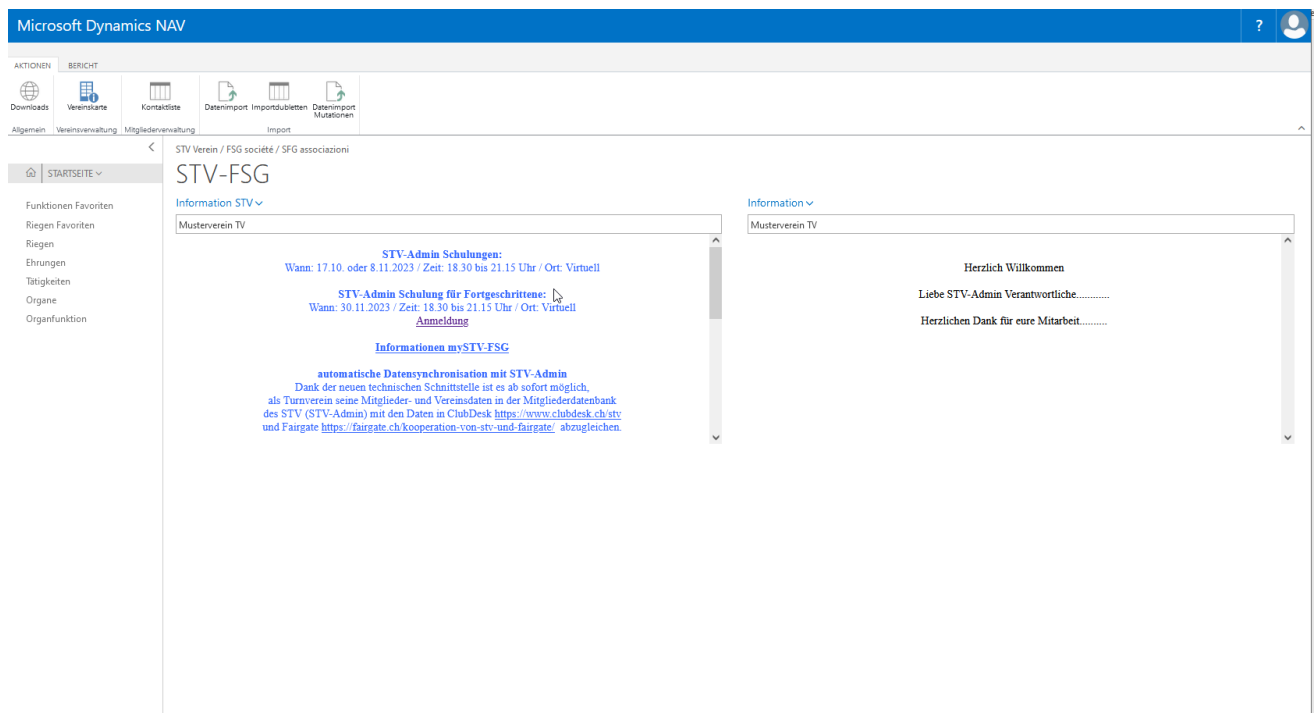 Microsoft Dynamics NAV
?
AKTIONEN BERICHT
Downloads Vereinskarte Kontaktliste Datenimport Importdubletten Datenimport Mutationen
Allgemein Vereinsverwaltung Mitgliederverwaltung Import
STARTSEITE
Funktionen Favoriten
Riegen Favoriten
Riegen
Ehrungen
Tätigkeiten
Organe
Organfunktion
STV Verein / FSG société / SFG associazioni
STV-FSG
Information STV
Musterverein TV
STV-Admin Schulungen:
Wann: 17.10. oder 8.11.2023 / Zeit: 18.30 bis 21.15 Uhr / Ort: Virtuell
STV-Admin Schulung für Fortgeschrittene:
Wann: 30.11.2023 / Zeit: 18.30 bis 21.15 Uhr / Ort: Virtuell
Anmeldung
Informationen mySTV-FSG
automatische Datensynchronisation mit STV-Admin
Dank der neuen technischen Schnittstelle ist es ab sofort möglich,
als Turnverein seine Mitglieder- und Vereinsdaten in der Mitgliederdatenbank
des STV (STV-Admin) mit den Daten in ClubDesk https://www.clubdesk.ch/stv
und Fairgate https://fairgate.ch/kooperation-von-stv-und-fairgate/ abzugleichen.
Information
Musterverein TV
Herzlich Willkommen
Liebe STV-Admin Verantwortliche............
Herzlichen Dank für eure Mitarbeit..........